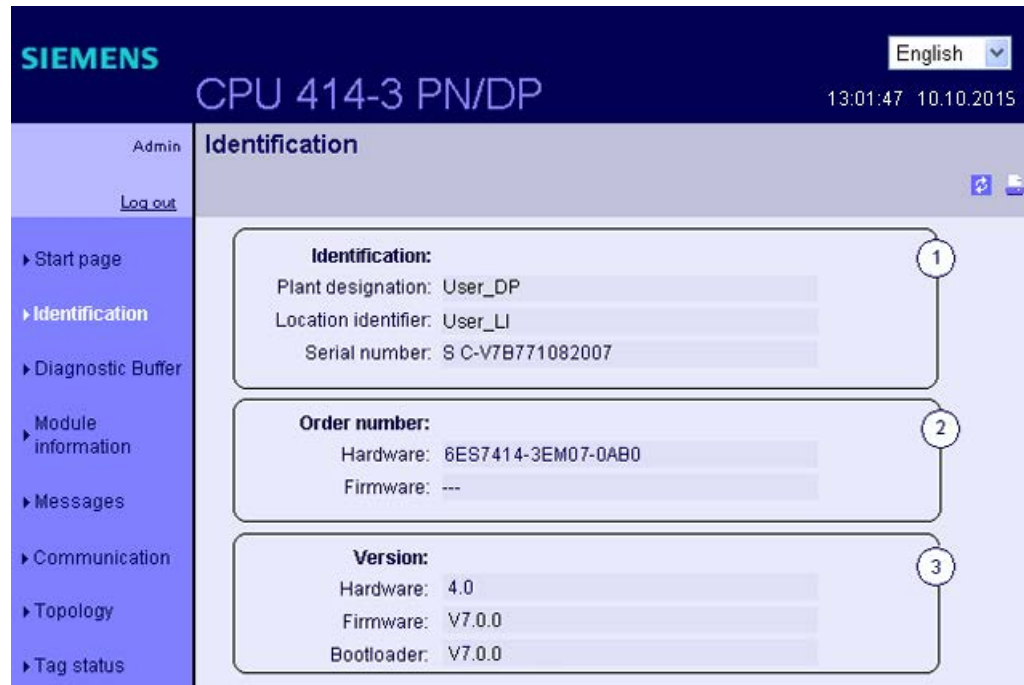 SIEMENS
English
CPU 414-3 PN/DP
13:01:47 10.10.2015
Admin
Identification
Log out
Start page
Identification
Diagnostic Buffer
Module
information
Messages
Communication
Topology
Tag status
Identification:
1
Plant designation: User_DP
Location identifier: User_LI
Serial number: S C-V7B771082007
Order number:
2
Hardware: 6ES7414-3EM07-0AB0
Firmware: ---
Version:
3
Hardware: 4.0
Firmware: V7.0.0
Bootloader: V7.0.0